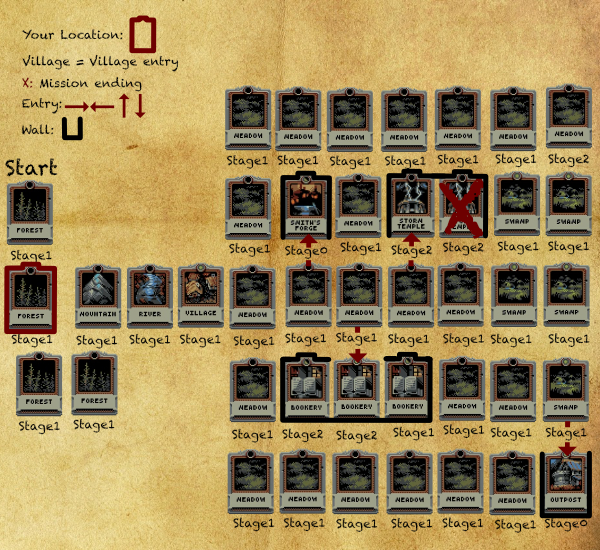 Your Location:
Village = Village entry
X: Mission ending
Entry:
Wall:
MEADOW MEADOW MEADOW MEADOW MEADOW MEADOW MEADOW
Stage1 Stage1 Stage1 Stage1 Stage1 Stage1 Stage2
Start
SMITH'S STORM
FOREST MEADOW FORGE MEADOW TEMPLE SWAMP SWAMP
Stage1 Stage1 Stage0 Stage1 Stage2 Stage2 Stage1 Stage1
FOREST MOUNTAIN RIVER VILLAGE MEADOW MEADOW MEADOW MEADOW MEADOW SWAMP SWAMP
Stage1 Stage1 Stage1 Stage1 Stage1 Stage1 Stage1 Stage1 Stage1 Stage1 Stage1
FOREST FOREST MEADOW BOOKERY BOOKERY BOOKERY MEADOW MEADOW SWAMP
Stage1 Stage1 Stage1 Stage2 Stage2 Stage1 Stage1 Stage1 Stage1
MEADOW MEADOW MEADOW MEADOW MEADOW MEADOW OUTPOST
Stage1 Stage1 Stage1 Stage1 Stage1 Stage1 Stage0